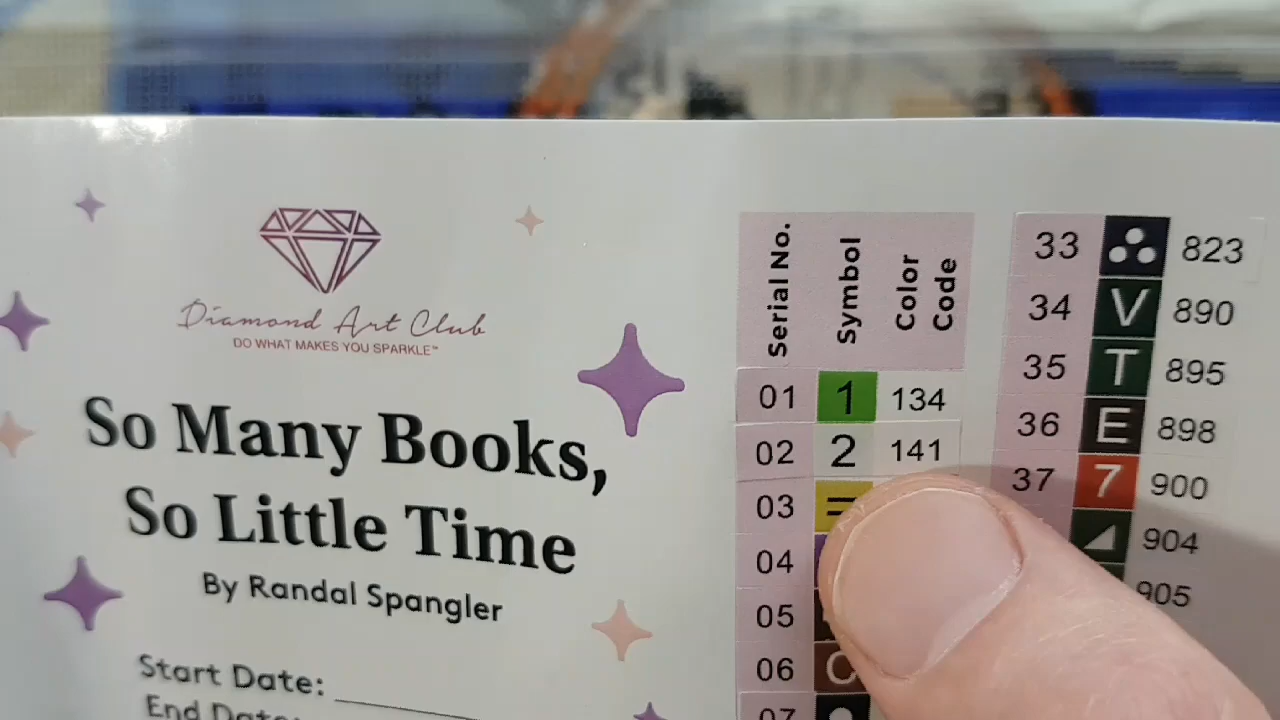 Diamond Art Club
DO WHAT MAKES YOU SPARKLE™
So Many Books,
So Little Time
By Randal Spangler
Start Date:
End
Serial No. Symbol Color Code
01 1 134
02 2 141
03 =
04
05
06 C
07
33 823
34 V 890
35 T 895
36 E 898
37 7 900
904
905